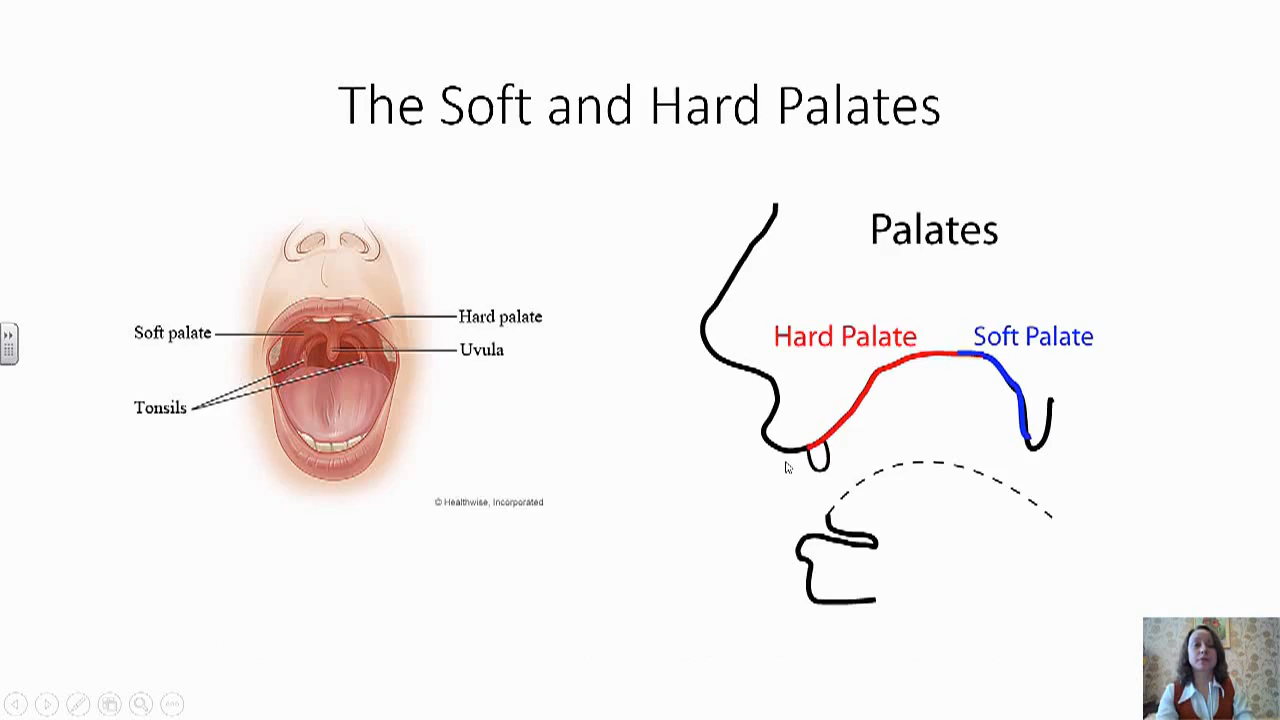 The Soft and Hard Palates
Soft palate
Tonsils
Hard palate
Uvula
© Healthwise, Incorporated
Palates
Hard Palate
Soft Palate